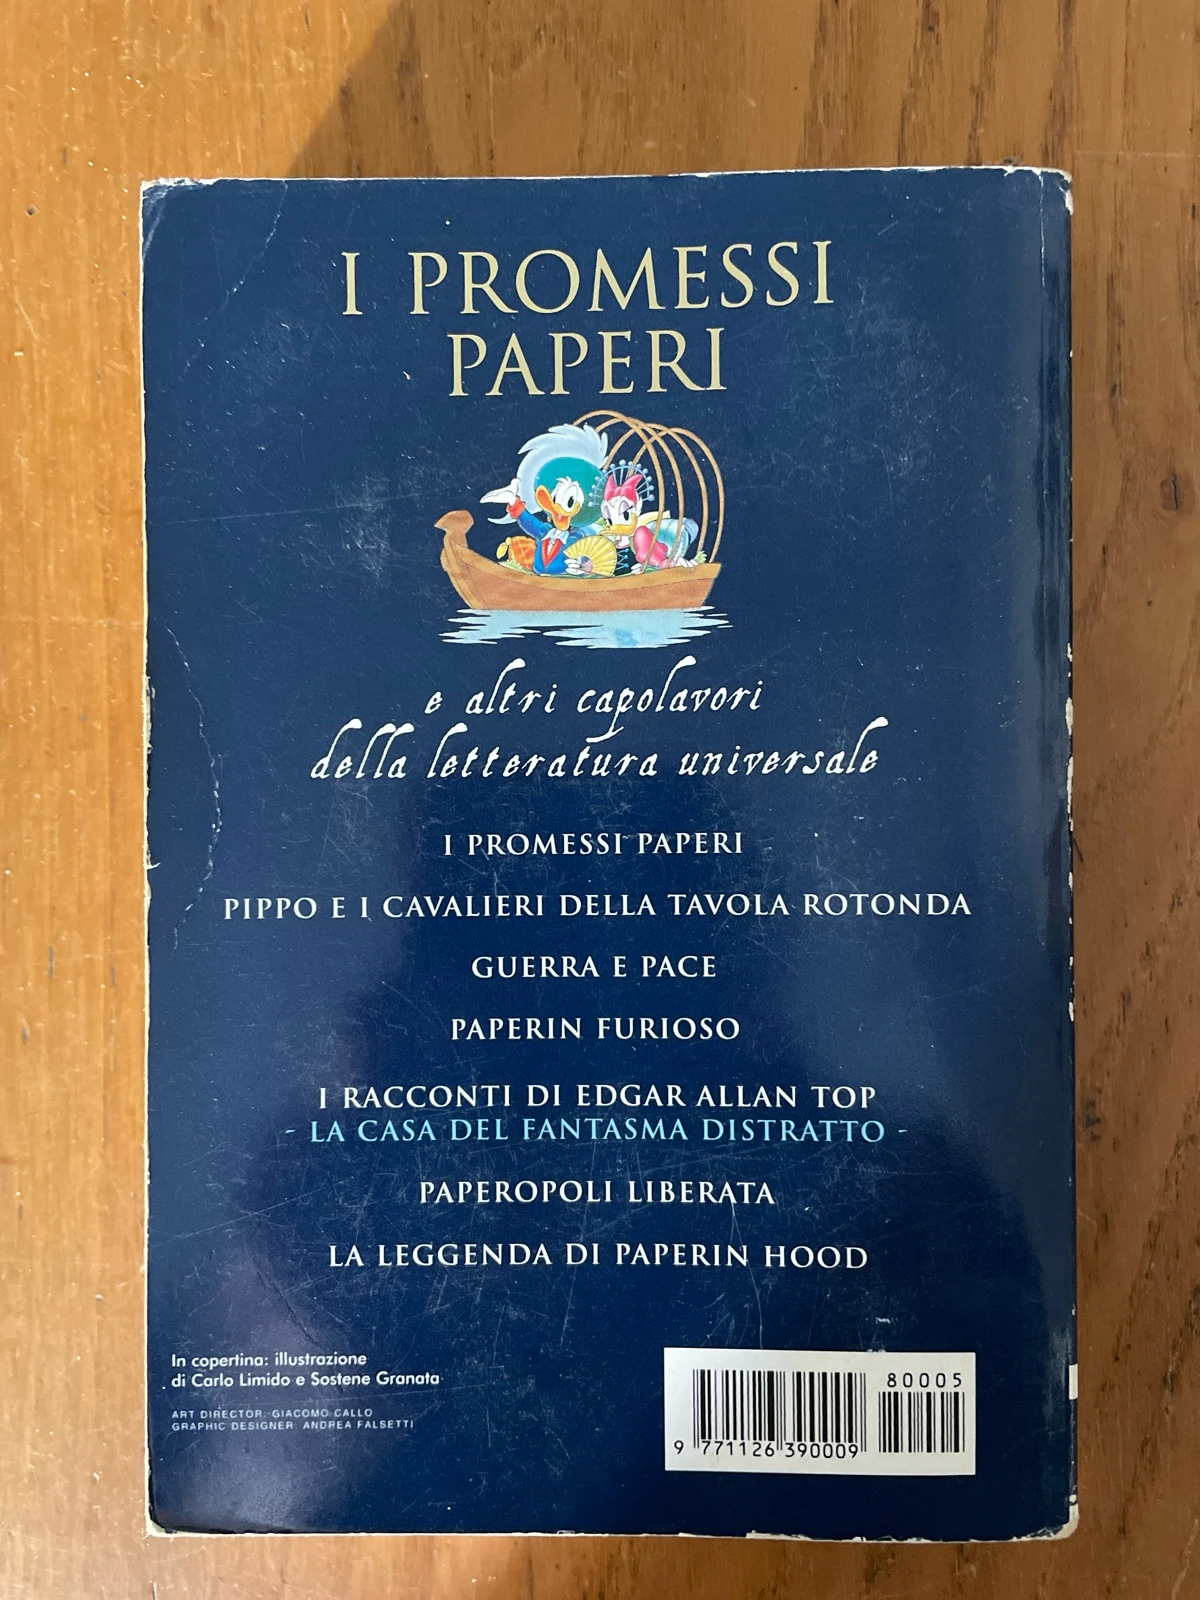 I PROMESSI
PAPERI
e altri capolavori
della letteratura universale
I PROMESSI PAPERI
PIPPO E I CAVALIERI DELLA TAVOLA ROTONDA
GUERRA E PACE
PAPERIN FURIOSO
I RACCONTI DI EDGAR ALLAN TOP
- LA CASA DEL FANTASMA DISTRATTO -
PAPEROPOLI LIBERATA
LA LEGGENDA DI PAPERIN HOOD
In copertina: illustrazione
di Carlo Limido e Sostene Granata
ART DIRECTOR: GIACOMO CALLO
GRAPHIC DESIGNER: ANDREA FALSETTI
80005
9 771126 390009